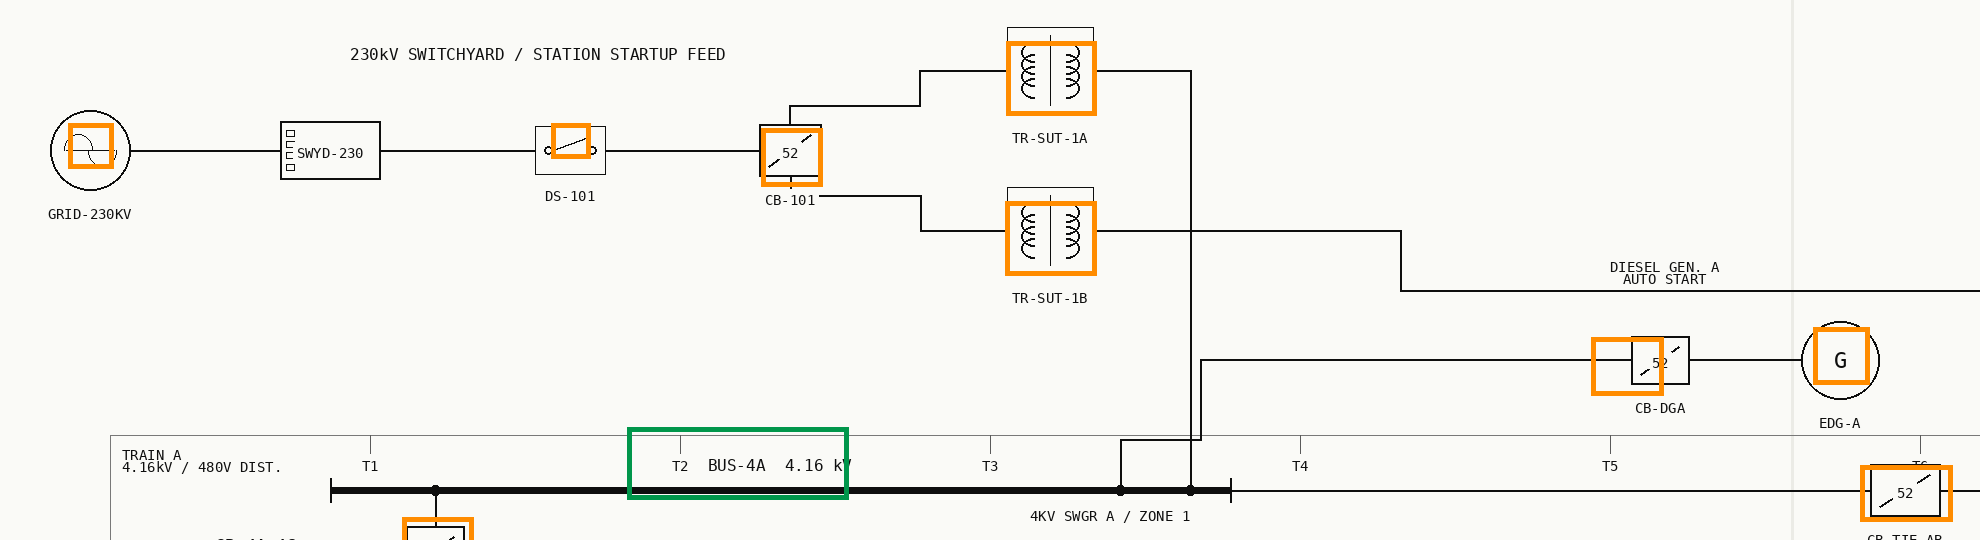 230kV SWITCHYARD / STATION STARTUP FEED
TR-SUT-1A
SWYD-230
52
DS-101
CB-101
GRID-230KV
TR-SUT-1B
DIESEL GEN. A
AUTO START
52
G
CB-DGA
EDG-A
TRAIN A
4.16kV / 480V DIST.
T1
T2
BUS-4A 4.16 kV
T3
T4
T5
52
4KV SWGR A / ZONE 1